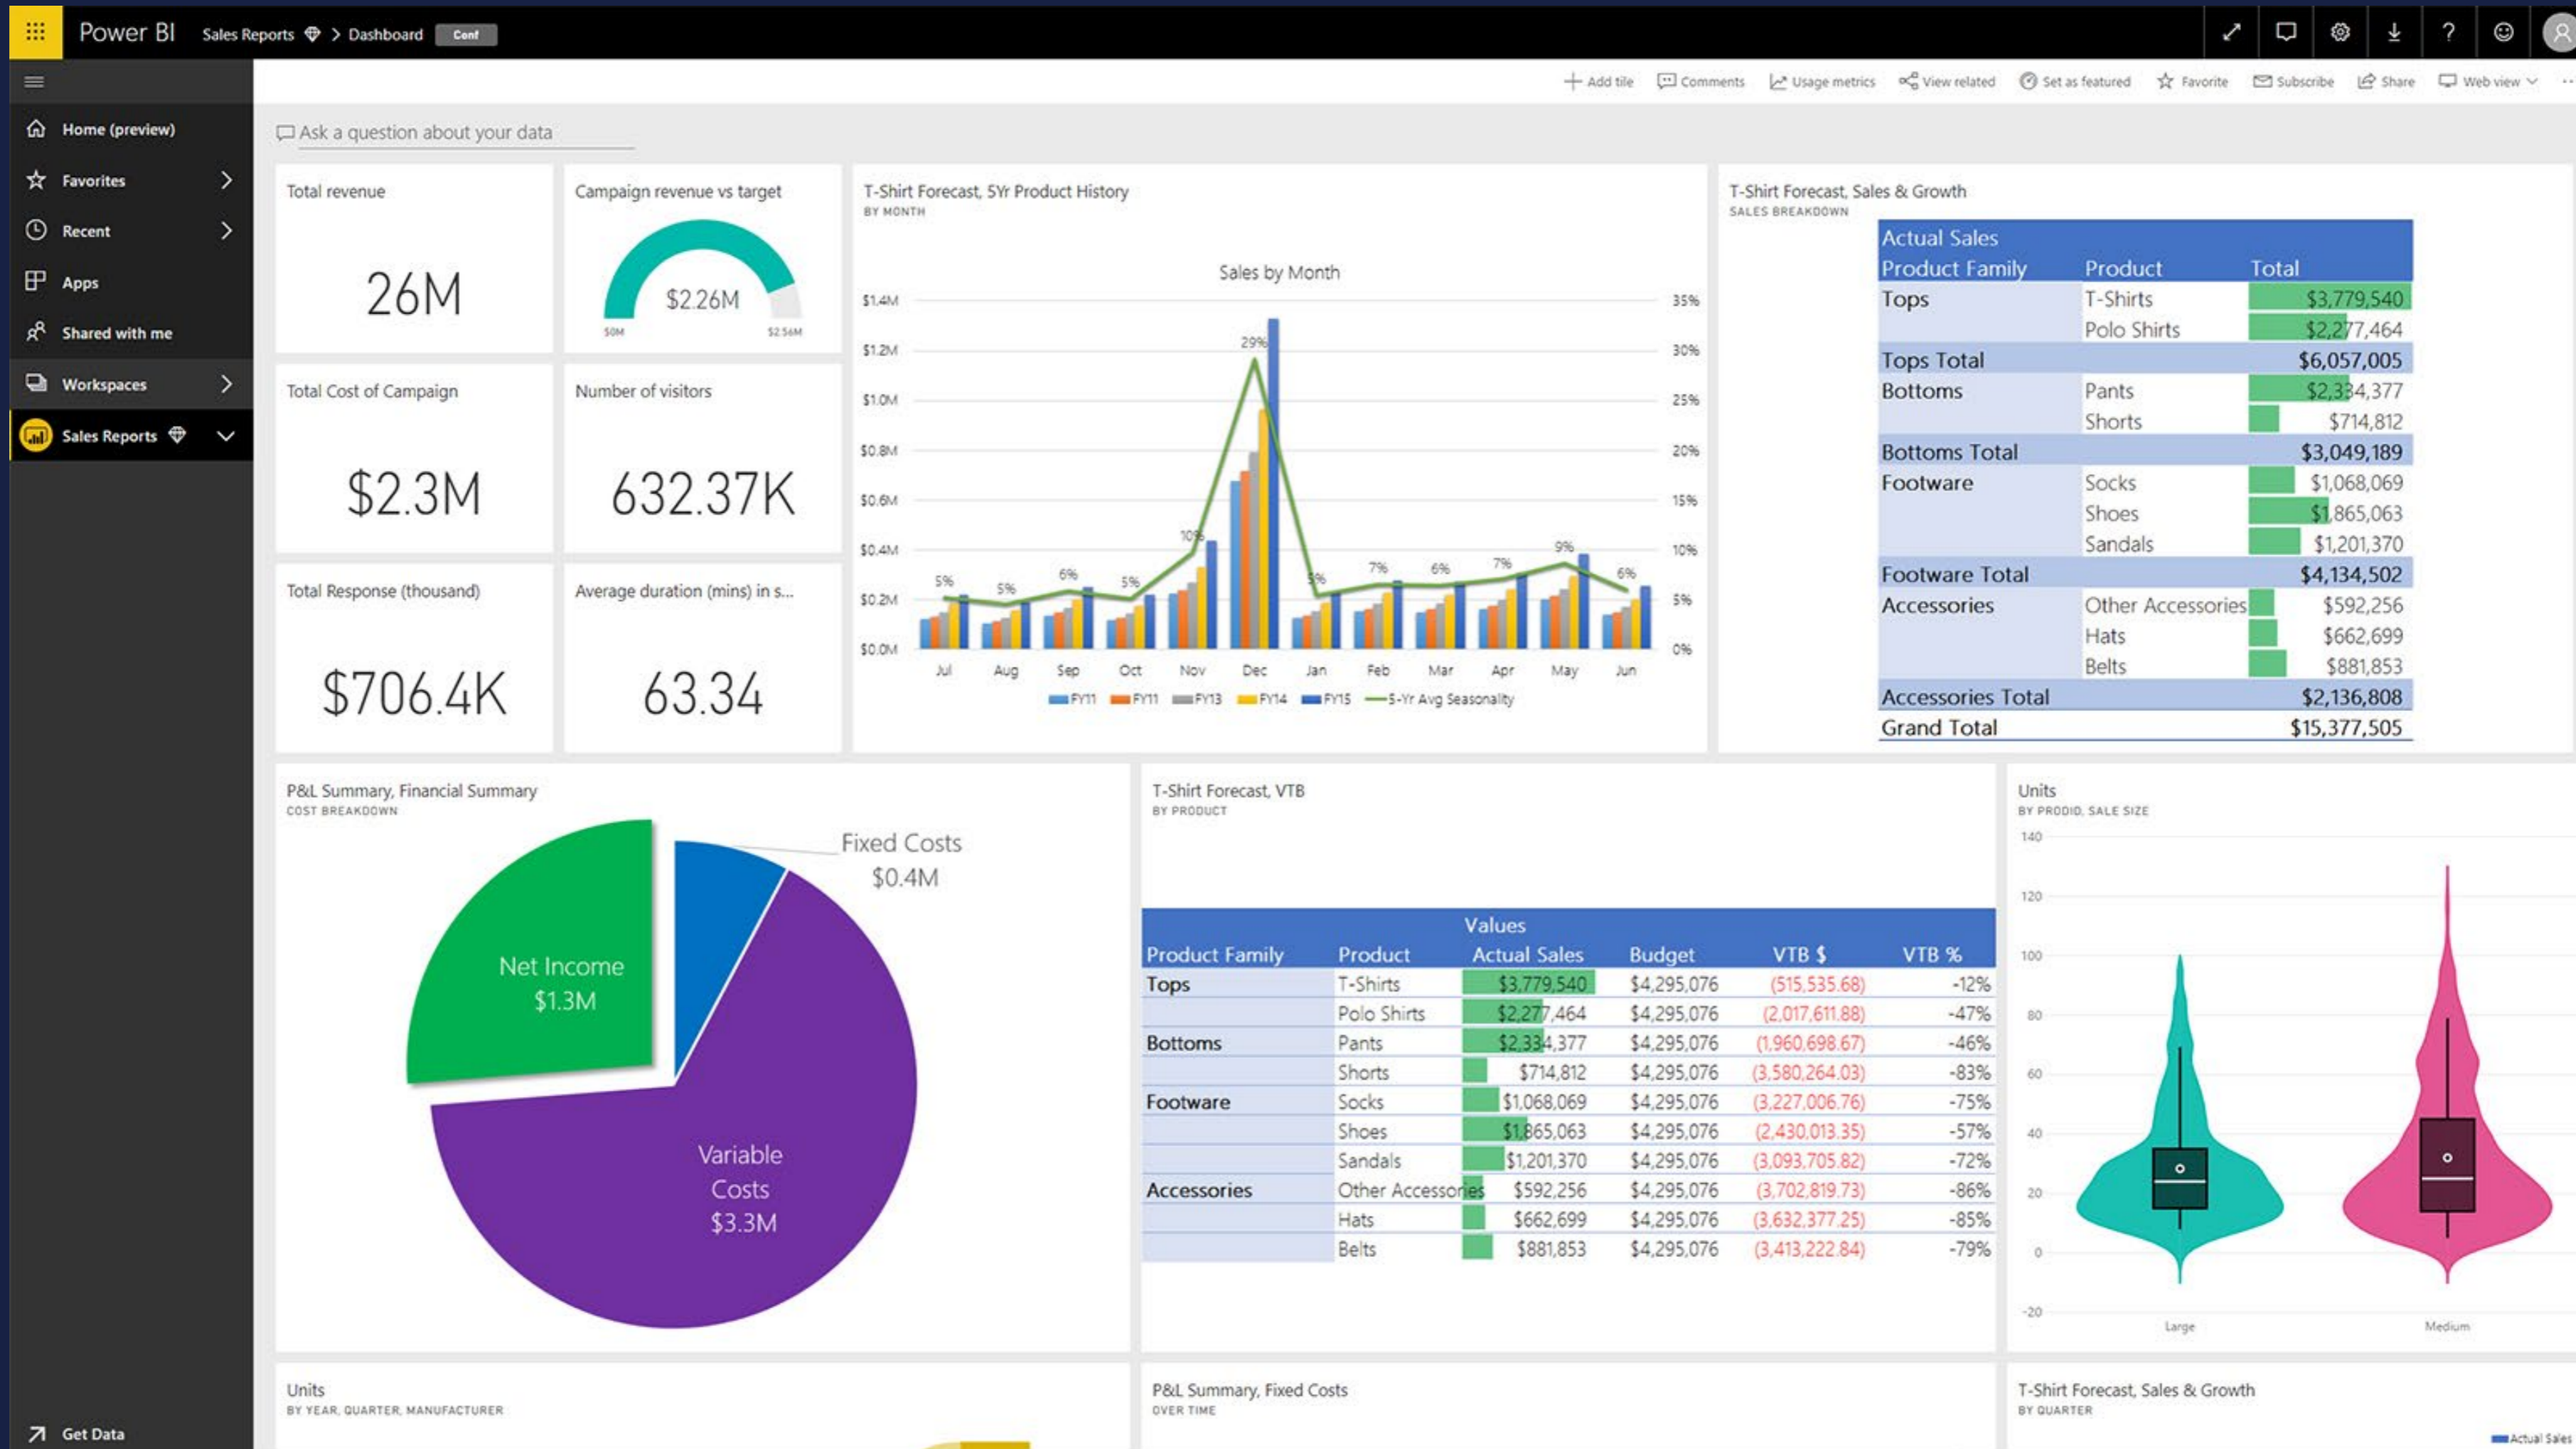 Power BI Sales Reports > Dashboard Conf
Add tile Comments Usage metrics View related Set as featured Favorite Subscribe Share Web view
Home (preview)
Favorites
Recent
Apps
Shared with me
Workspaces
Sales Reports
Get Data
Ask a question about your data
Total revenue
26M
Campaign revenue vs target
$2.26M
$0M $2.56M
Total Cost of Campaign
$2.3M
Number of visitors
632.37K
Total Response (thousand)
$706.4K
Average duration (mins) in s...
63.34
T-Shirt Forecast, 5Yr Product History
BY MONTH
Sales by Month
$1.4M 35%
$1.2M 30%
$1.0M 25%
$0.8M 20%
$0.6M 15%
$0.4M 10%
$0.2M 5%
$0.0M 0%
5% 5% 6% 5% 10% 29% 5% 7% 6% 7% 9% 6%
Jul Aug Sep Oct Nov Dec Jan Feb Mar Apr May Jun
FY11 FY11 FY13 FY14 FY15 5-Yr Avg Seasonality
T-Shirt Forecast, Sales & Growth
SALES BREAKDOWN
Actual Sales
Product Family Product Total
Tops T-Shirts $3,779,540
Polo Shirts $2,277,464
Tops Total $6,057,005
Bottoms Pants $2,334,377
Shorts $714,812
Bottoms Total $3,049,189
Footware Socks $1,068,069
Shoes $1,865,063
Sandals $1,201,370
Footware Total $4,134,502
Accessories Other Accessories $592,256
Hats $662,699
Belts $881,853
Accessories Total $2,136,808
Grand Total $15,377,505
P&L Summary, Financial Summary
COST BREAKDOWN
Fixed Costs
$0.4M
Net Income
$1.3M
Variable
Costs
$3.3M
T-Shirt Forecast, VTB
BY PRODUCT
Values
Product Family Product Actual Sales Budget VTB $ VTB %
Tops T-Shirts $3,779,540 $4,295,076 (515,535.68) -12%
Polo Shirts $2,277,464 $4,295,076 (2,017,611.88) -47%
Bottoms Pants $2,334,377 $4,295,076 (1,960,698.67) -46%
Shorts $714,812 $4,295,076 (3,580,264.03) -83%
Footware Socks $1,068,069 $4,295,076 (3,227,006.76) -75%
Shoes $1,865,063 $4,295,076 (2,430,013.35) -57%
Sandals $1,201,370 $4,295,076 (3,093,705.82) -72%
Accessories Other Accessories $592,256 $4,295,076 (3,702,819.73) -86%
Hats $662,699 $4,295,076 (3,632,377.25) -85%
Belts $881,853 $4,295,076 (3,413,222.84) -79%
Units
BY PRODID, SALE SIZE
140
120
100
80
60
40
20
0
-20
Large Medium
Units
BY YEAR, QUARTER, MANUFACTURER
P&L Summary, Fixed Costs
OVER TIME
T-Shirt Forecast, Sales & Growth
BY QUARTER
Actual Sales